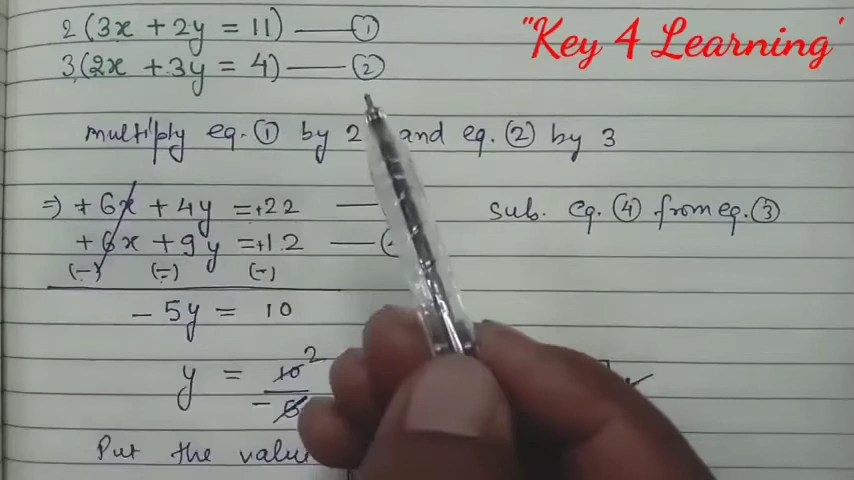 2(3x + 2y = 11) —— ①
"Key 4 Learning"
3(2x + 3y = 4) —— ②
multiply eq. ① by 2 and eq. ② by 3
=) + 6x + 4y = +22 ——
sub. eq. ④ from eq. ③
+ 6x + 9y = +12 ——
(-) (-) (-)
- 5y = 10
y = 10 2
- 5
Put the value